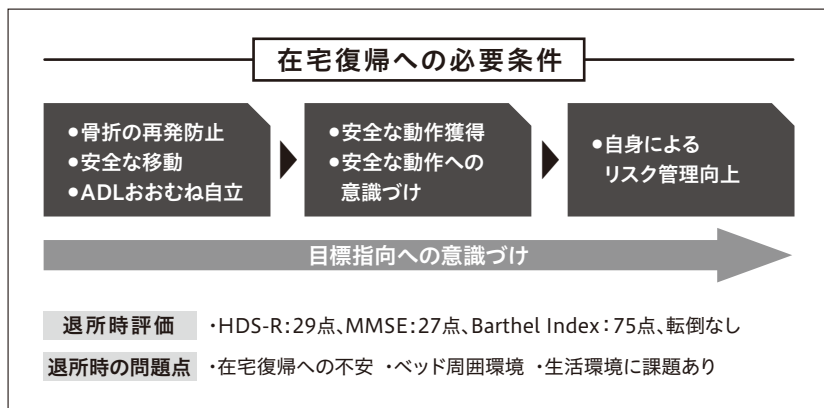 在宅復帰への必要条件
●骨折の再発防止
●安全な移動
●ADLおおむね自立
●安全な動作獲得
●安全な動作への
意識づけ
●自身による
リスク管理向上
目標指向への意識づけ
退所時評価 ・HDS-R:29点、MMSE:27点、Barthel Index:75点、転倒なし
退所時の問題点 ・在宅復帰への不安 ・ベッド周囲環境 ・生活環境に課題あり